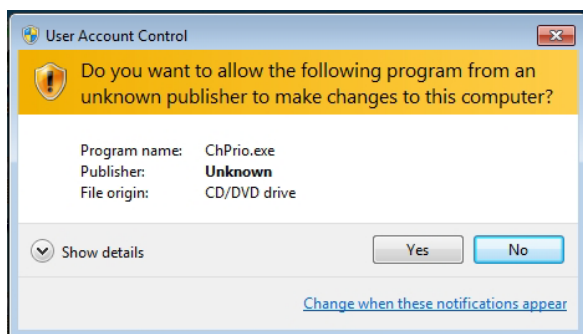 User Account Control
Do you want to allow the following program from an
unknown publisher to make changes to this computer?
Program name: ChPrio.exe
Publisher: Unknown
File origin: CD/DVD drive
Show details
Yes No
Change when these notifications appear